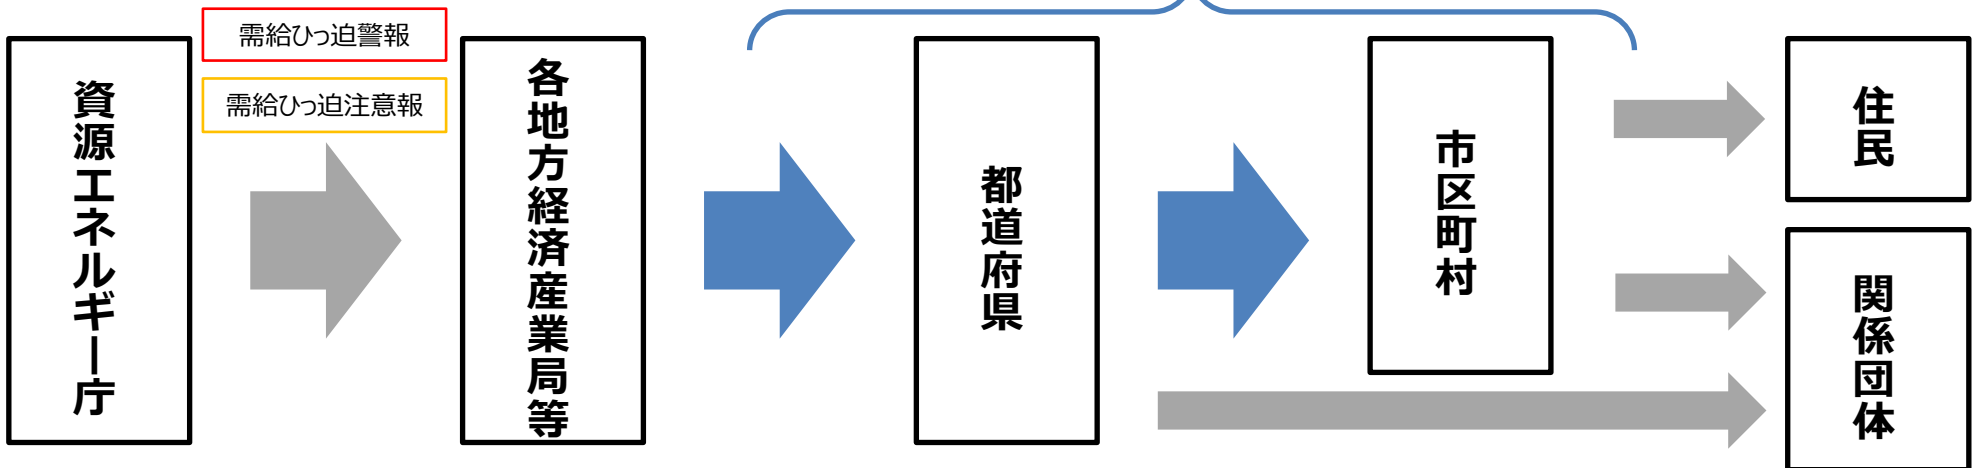 需給ひっ迫警報
需給ひっ迫注意報
資源エネルギー庁
各地方経済産業局等
都道府県
市区町村
住民
関係団体